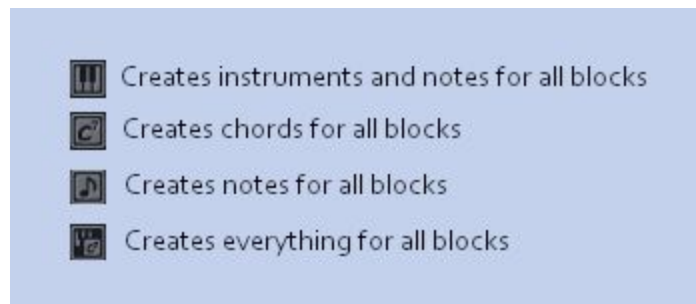 Creates instruments and notes for all blocks
Creates chords for all blocks
Creates notes for all blocks
Creates everything for all blocks